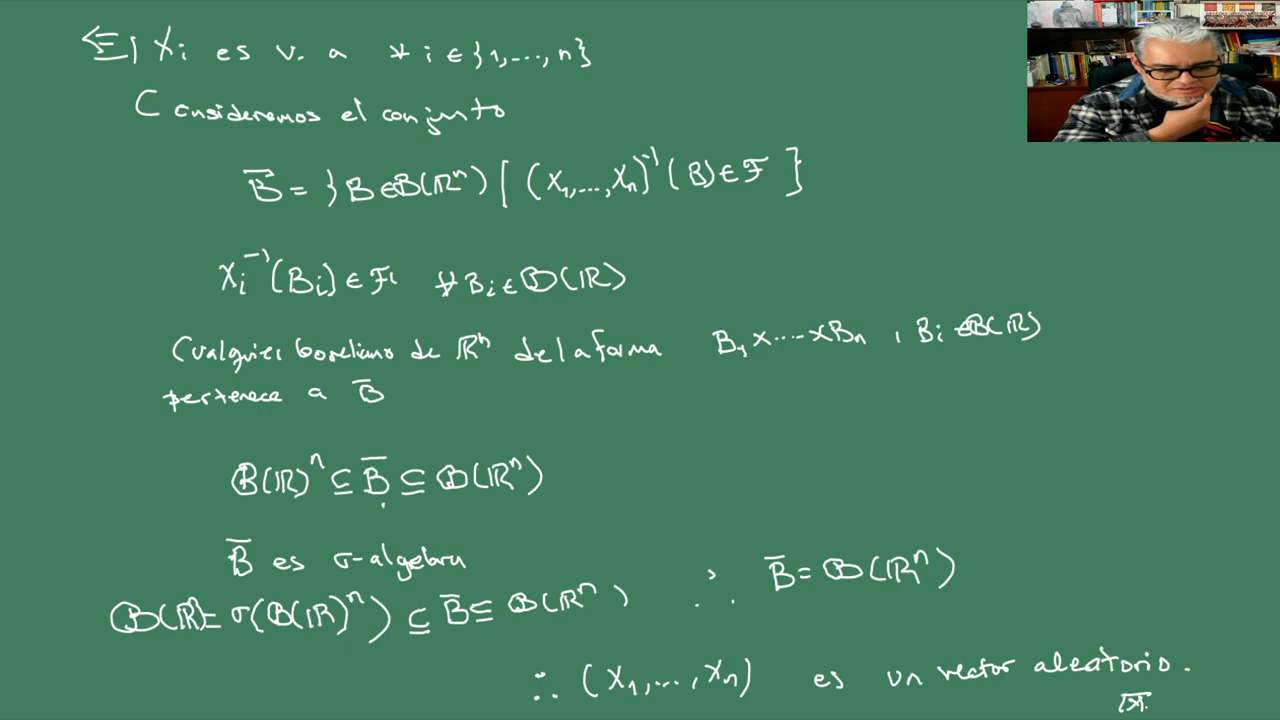 ⇐| Xi es v. a ∀ i ∈ {1,...,n}
Consideremos el conjunto
B̅ = {B ∈ 𝔹(ℝⁿ) | (X₁,...,Xₙ)⁻¹(B) ∈ ℱ}
Xi⁻¹(Bi) ∈ ℱ ∀ Bi ∈ 𝔹(ℝ)
Cualquier boreliano de ℝⁿ de la forma B₁ x ··· x Bₙ , Bi ∈ 𝔹(ℝ)
pertenece a B̅
𝔹(ℝ)ⁿ ⊆ B̅ ⊆ 𝔹(ℝⁿ)
B̅ es σ-algebra
𝔹(ℝ) = σ(𝔹(ℝ)ⁿ) ⊆ B̅ ⊆ 𝔹(ℝⁿ) ∴ B̅ = 𝔹(ℝⁿ)
∴ (X₁,...,Xₙ) es un vector aleatorio.